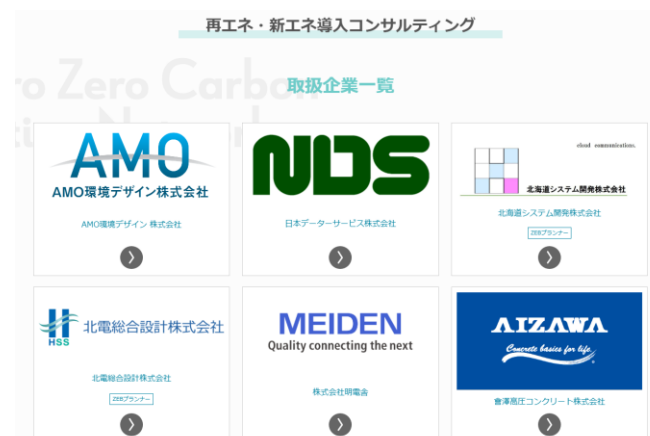 再エネ・新エネ導入コンサルティング
Zero Carbon
取扱企業一覧
AMO
AMO環境デザイン株式会社
AMO環境デザイン 株式会社
NDS
日本データーサービス株式会社
cloud communications.
北海道システム開発株式会社
北海道システム開発株式会社
ZEBプランナー
HSS
北電総合設計株式会社
北電総合設計株式会社
ZEBプランナー
MEIDEN
Quality connecting the next
株式会社明電舎
AIZAWA
Concrete basics for life
會澤高圧コンクリート株式会社